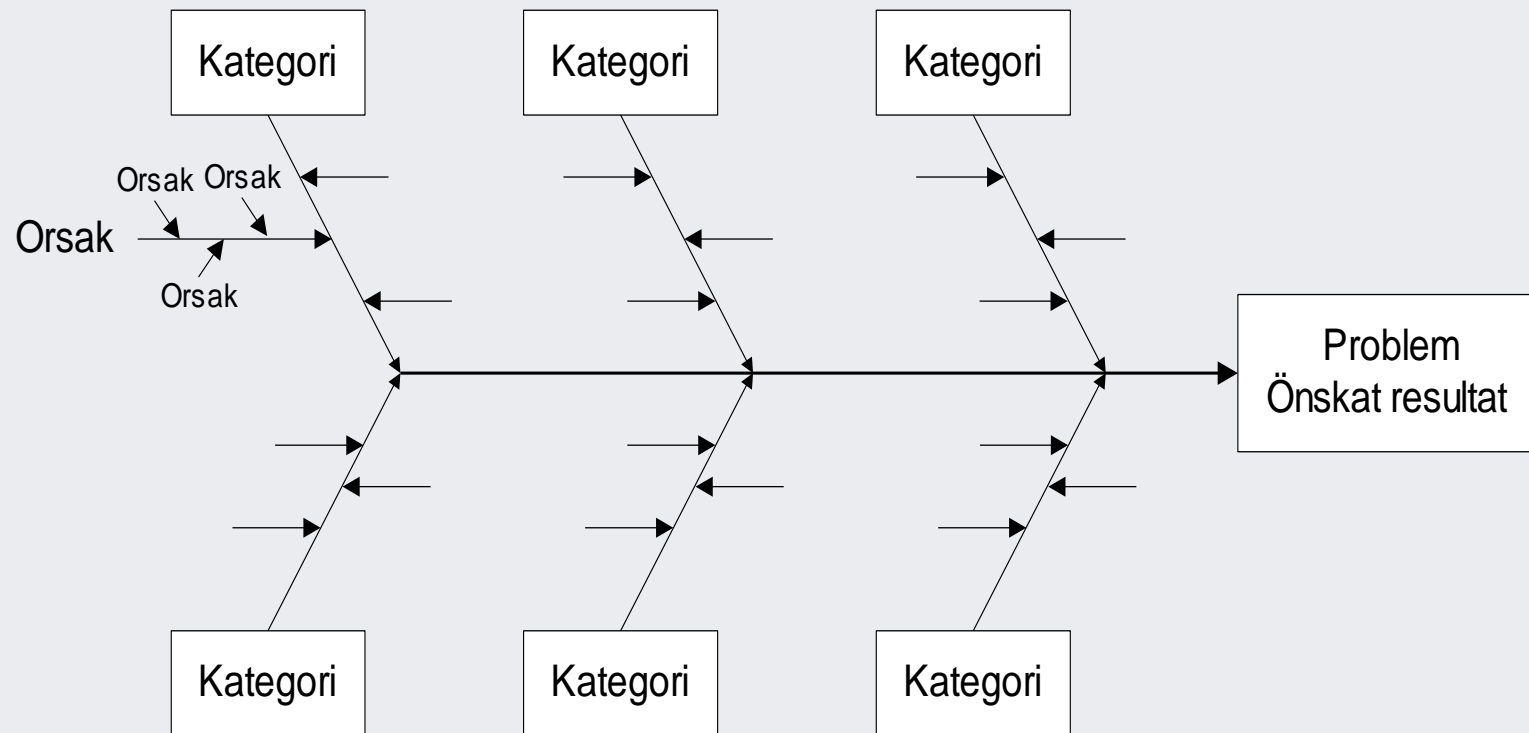 Kategori
Kategori
Kategori
Orsak
Orsak
Orsak
Orsak
Problem
Önskat resultat
Kategori
Kategori
Kategori